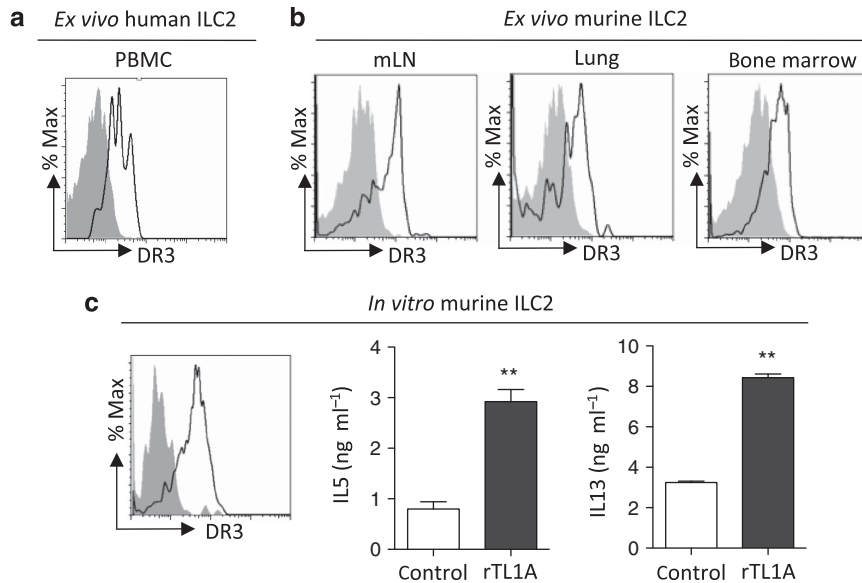 a
Ex vivo human ILC2
PBMC
% Max
DR3
b
Ex vivo murine ILC2
mLN
Lung
Bone marrow
% Max
DR3
% Max
DR3
% Max
DR3
c
In vitro murine ILC2
% Max
DR3
IL5 (ng ml⁻¹)
4
3
2
1
0
**
Control rTL1A
IL13 (ng ml⁻¹)
10
8
6
4
2
0
**
Control rTL1A